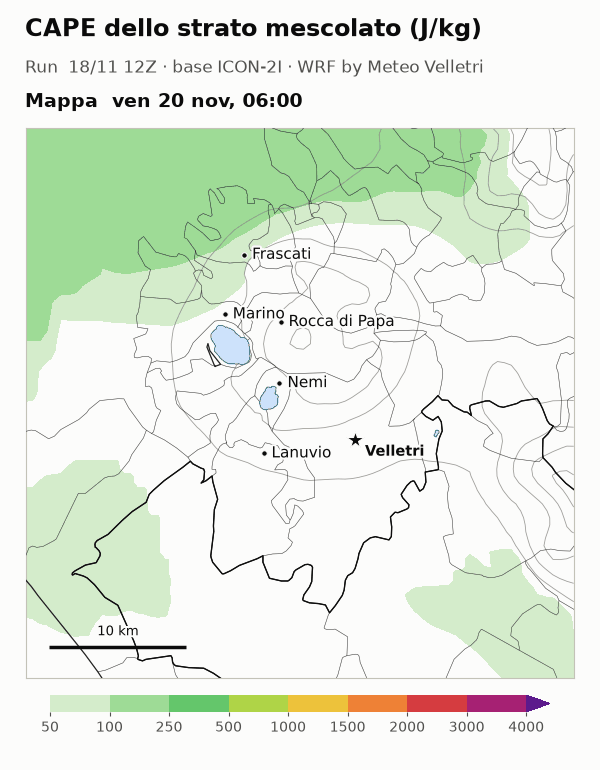 CAPE dello strato mescolato (J/kg)
Run 18/11 12Z · base ICON-2I · WRF by Meteo Velletri
Mappa ven 20 nov, 06:00
Frascati
Marino
Rocca di Papa
Nemi
Velletri
Lanuvio
10 km
50 100 250 500 1000 1500 2000 3000 4000